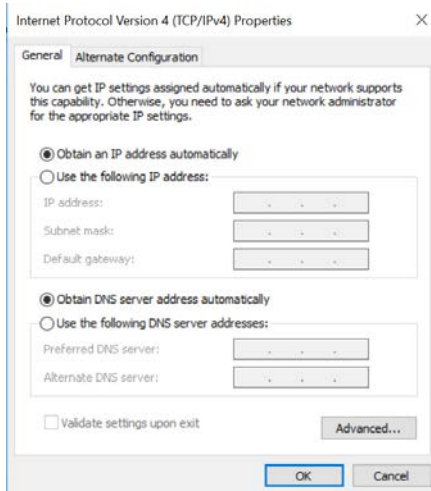 Internet Protocol Version 4 (TCP/IPv4) Properties
General
Alternate Configuration
You can get IP settings assigned automatically if your network supports
this capability. Otherwise, you need to ask your network administrator
for the appropriate IP settings.
Obtain an IP address automatically
Use the following IP address:
IP address:
Subnet mask:
Default gateway:
Obtain DNS server address automatically
Use the following DNS server addresses:
Preferred DNS server:
Alternate DNS server:
Validate settings upon exit
Advanced...
OK
Cancel